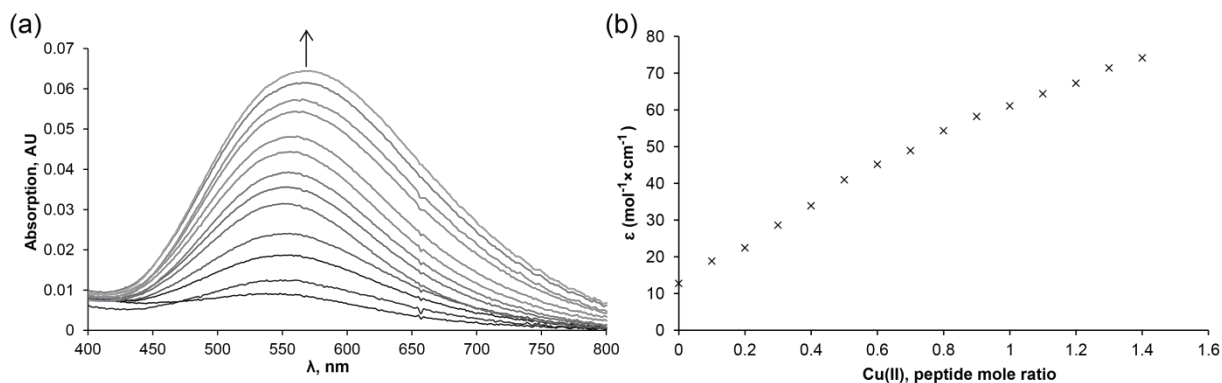 (a)
0.07
0.06
0.05
0.04
0.03
0.02
0.01
0
Absorption, AU
400 450 500 550 600 650 700 750 800
λ, nm
(b)
80
70
60
50
40
30
20
10
0
ε (mol⁻¹× cm⁻¹)
0 0.2 0.4 0.6 0.8 1 1.2 1.4 1.6
Cu(II), peptide mole ratio